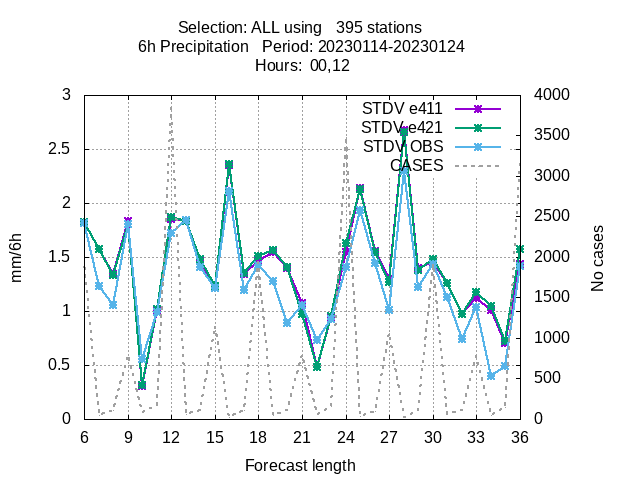 Selection: ALL using   395 stations
6h Precipitation   Period: 20230114-20230124
Hours: 00,12
STDV e411
STDV e421
STDV OBS
CASES
mm/6h
3
2.5
2
1.5
1
0.5
0
4000
3500
3000
2500
2000
1500
1000
500
0
No cases
6 9 12 15 18 21 24 27 30 33 36
Forecast length